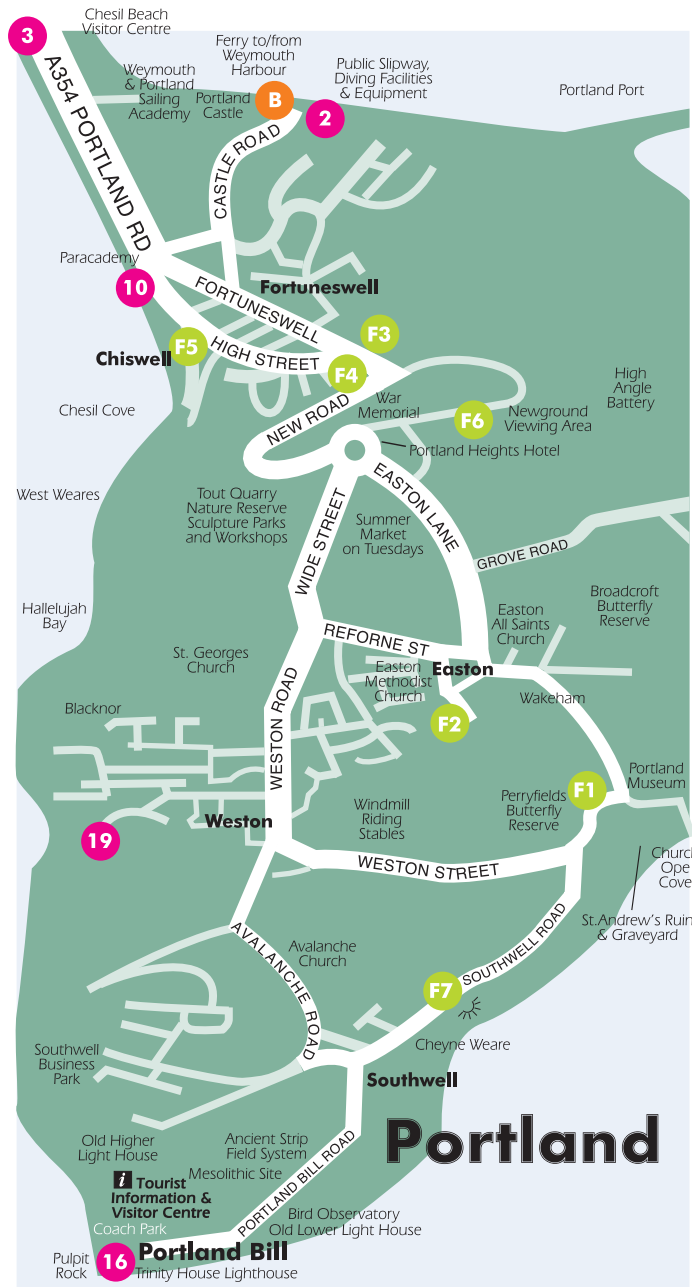 Chesil Beach
Visitor Centre
3
Ferry to/from
Weymouth
Harbour
Public Slipway,
Diving Facilities
& Equipment
Portland Port
Weymouth
& Portland
Sailing
Academy
Portland
Castle
B
2
A354 PORTLAND RD
CASTLE ROAD
Paracademy
10
Fortuneswell
FORTUNESWELL
F3
F5
HIGH STREET
Chiswell
F4
High
Angle
Battery
Chesil Cove
NEW ROAD
War
Memorial
F6
Newground
Viewing Area
Portland Heights Hotel
West Weares
Tout Quarry
Nature Reserve
Sculpture Parks
and Workshops
WIDE STREET
Summer
Market
on Tuesdays
EASTON LANE
GROVE ROAD
Hallelujah
Bay
Broadcroft
Butterfly
Reserve
Easton
All Saints
Church
REFORNE ST
St. Georges
Church
Easton
Methodist
Church
Easton
Wakeham
Blacknor
F2
WESTON ROAD
Portland
Museum
F1
Perryfields
Butterfly
Reserve
Weston
Windmill
Riding
Stables
19
WESTON STREET
Churc
Ope
Cove
St.Andrew's Ruin
& Graveyard
AVALANCHE ROAD
Avalanche
Church
SOUTHWELL ROAD
F7
Cheyne Weare
Southwell
Business
Park
Southwell
Portland
Old Higher
Light House
Ancient Strip
Field System
Mesolithic Site
PORTLAND BILL ROAD
i Tourist
Information &
Visitor Centre
Coach Park
Bird Observatory
Old Lower Light House
Pulpit
Rock
16
Portland Bill
Trinity House Lighthouse